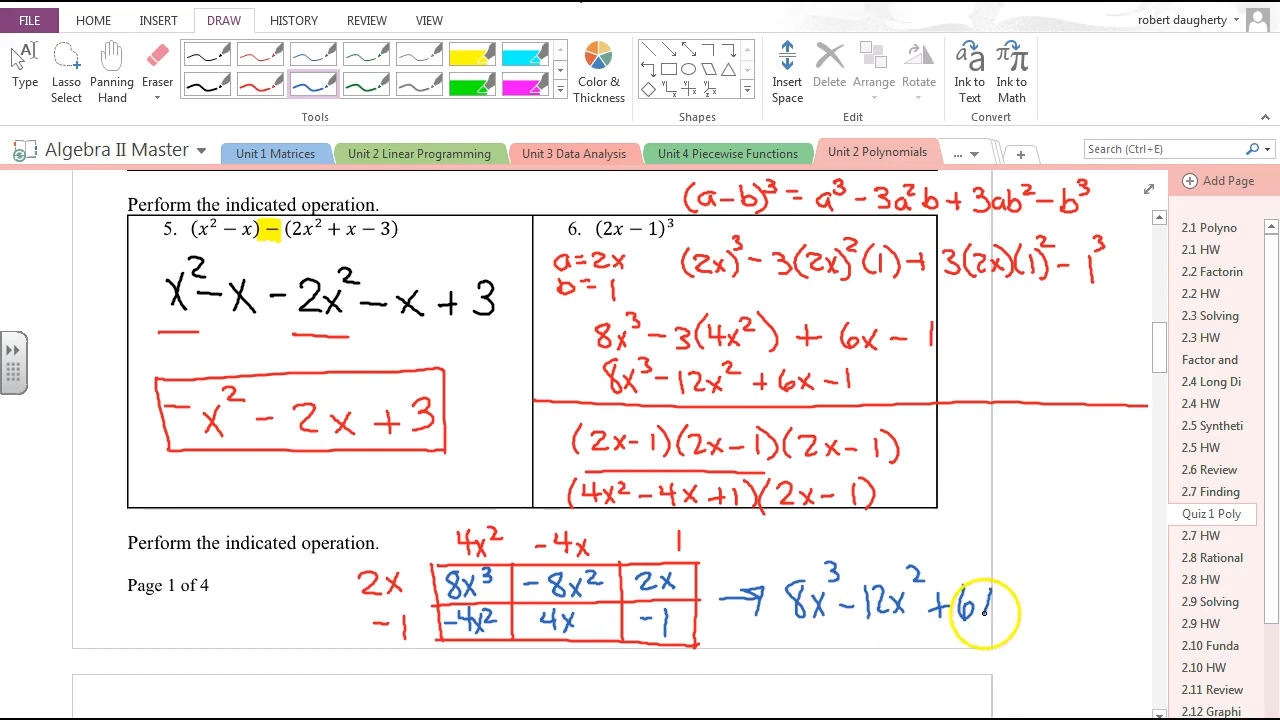 FILE HOME INSERT DRAW HISTORY REVIEW VIEW robert daugherty
Type Lasso Select Panning Hand Eraser Color & Thickness Insert Space Delete Arrange Rotate Ink to Text Ink to Math
Tools Shapes Edit Convert
Algebra II Master Unit 1 Matrices Unit 2 Linear Programming Unit 3 Data Analysis Unit 4 Piecewise Functions Unit 2 Polynomials ... + Search (Ctrl+E)
Add Page
Perform the indicated operation.
(a-b)³ = a³ - 3a²b + 3ab² - b³
5. (x² − x) − (2x² + x − 3)
x² - x - 2x² - x + 3
-x² - 2x + 3
6. (2x − 1)³
a = 2x
b = 1
(2x)³ - 3(2x)²(1) + 3(2x)(1)² - 1³
8x³ - 3(4x²) + 6x - 1
8x³ - 12x² + 6x - 1
(2x-1)(2x-1)(2x-1)
(4x² - 4x + 1)(2x - 1)
Perform the indicated operation.
4x² -4x 1
2x 8x³ -8x² 2x
-1 -4x² 4x -1
→ 8x³ - 12x² + 6
Page 1 of 4
2.1 Polyno
2.1 HW
2.2 Factorin
2.2 HW
2.3 Solving
2.3 HW
Factor and
2.4 Long Di
2.4 HW
2.5 Syntheti
2.5 HW
2.6 Review
2.7 Finding
Quiz 1 Poly
2.7 HW
2.8 Rational
2.8 HW
2.9 Solving
2.9 HW
2.10 Funda
2.10 HW
2.11 Review
2.12 Graphi